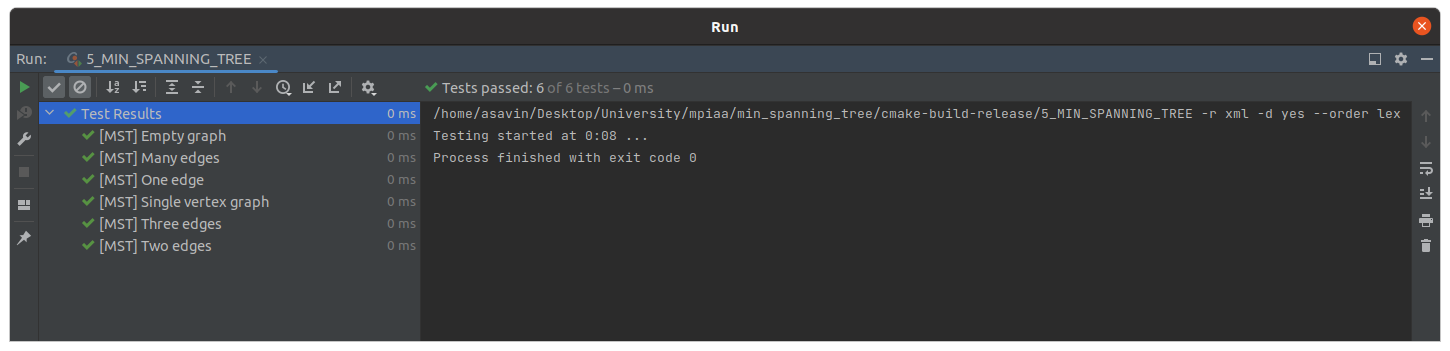 Run
Run: 5_MIN_SPANNING_TREE
Tests passed: 6 of 6 tests – 0 ms
Test Results 0 ms
[MST] Empty graph 0 ms
[MST] Many edges 0 ms
[MST] One edge 0 ms
[MST] Single vertex graph 0 ms
[MST] Three edges 0 ms
[MST] Two edges 0 ms
/home/asavin/Desktop/University/mpiaa/min_spanning_tree/cmake-build-release/5_MIN_SPANNING_TREE -r xml -d yes --order lex
Testing started at 0:08 ...
Process finished with exit code 0